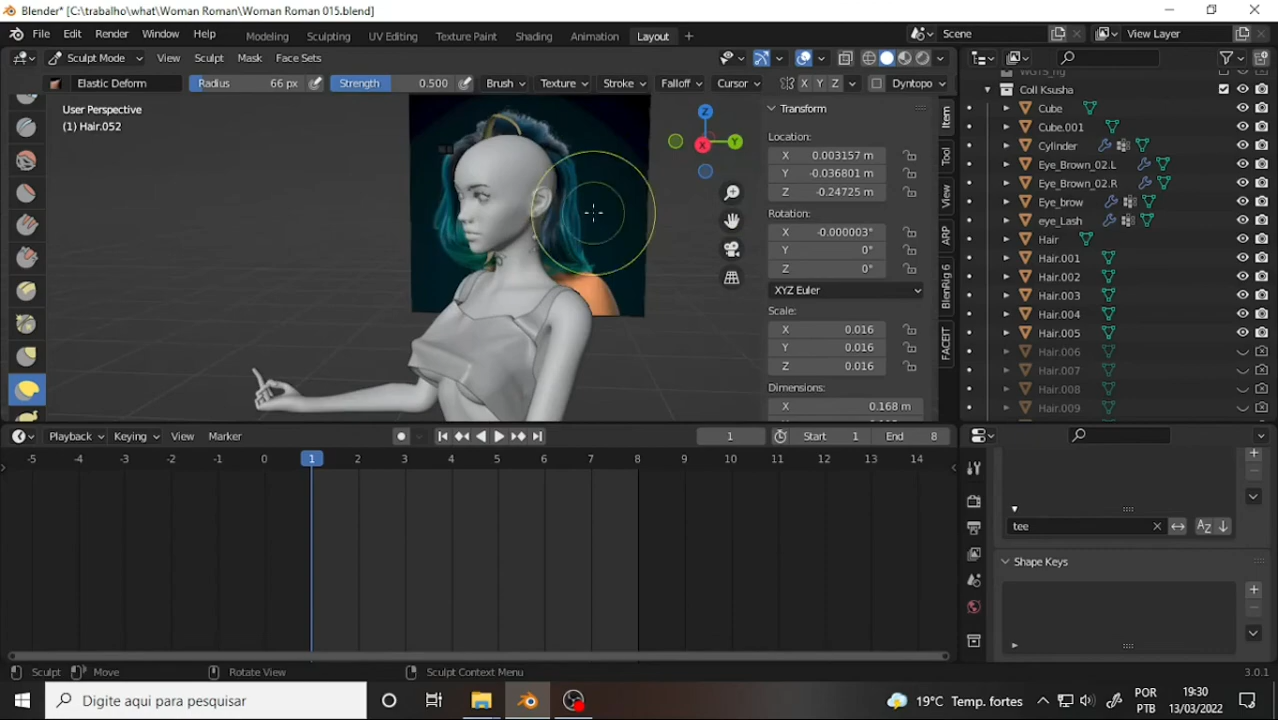 Blender* [C:\trabalho\what\Woman Roman\Woman Roman 015.blend]
File Edit Render Window Help Layout Modeling Sculpting UV Editing Texture Paint Shading Animation Layout + Scene View Layer
Sculpt Mode View Sculpt Mask Face Sets
Elastic Deform Radius 66 px Strength 0.500 Brush Texture Stroke Falloff Cursor X Y Z Dyntopo
User Perspective
(1) Hair.052
Z
Y
X
Transform
Location:
X 0.003157 m
Y -0.036801 m
Z -0.24725 m
Rotation:
X -0.000003°
Y 0°
Z 0°
XYZ Euler
Scale:
X 0.016
Y 0.016
Z 0.016
Dimensions:
X 0.168 m
Item
Tool
View
ARP
BlenRig 6
FACEIT
Coll Ksusha
Cube
Cube.001
Cylinder
Eye_Brown_02.L
Eye_Brown_02.R
Eye_brow
eye_Lash
Hair
Hair.001
Hair.002
Hair.003
Hair.004
Hair.005
Hair.006
Hair.007
Hair.008
Hair.009
Playback Keying View Marker 1 Start 1 End 8
-5 -4 -3 -2 -1 0 1 2 3 4 5 6 7 8 9 10 11 12 13 14
tee
Shape Keys
Sculpt Move Rotate View Sculpt Context Menu 3.0.1
Digite aqui para pesquisar
19°C Temp. fortes
POR
PTB
19:30
13/03/2022